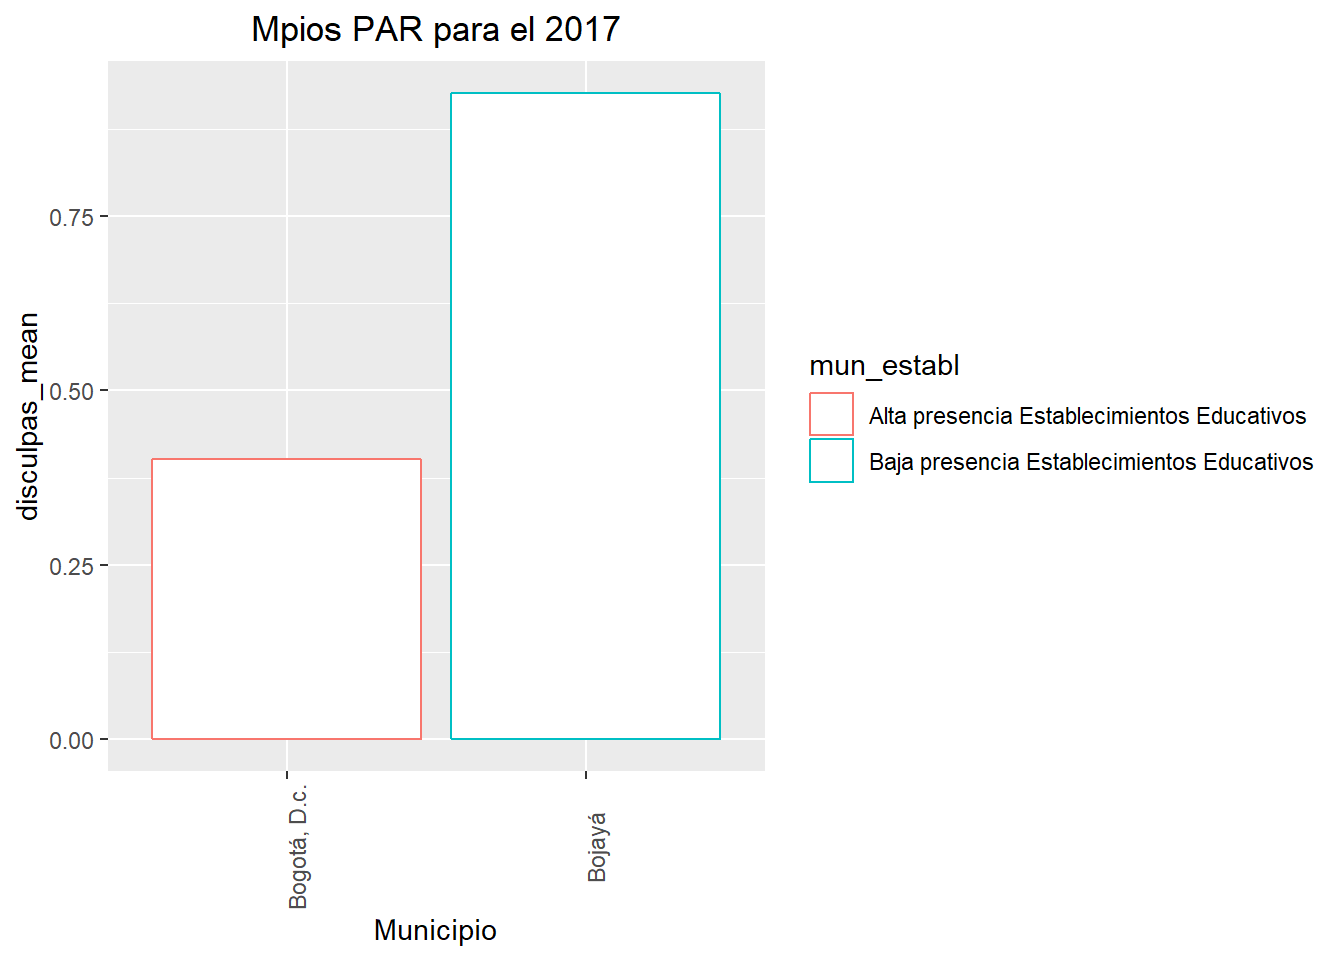 Mpios PAR para el 2017
disculpas_mean
0.75
0.50
0.25
0.00
Bogotá, D.c.
Bojayá
Municipio
mun_establ
Alta presencia Establecimientos Educativos
Baja presencia Establecimientos Educativos